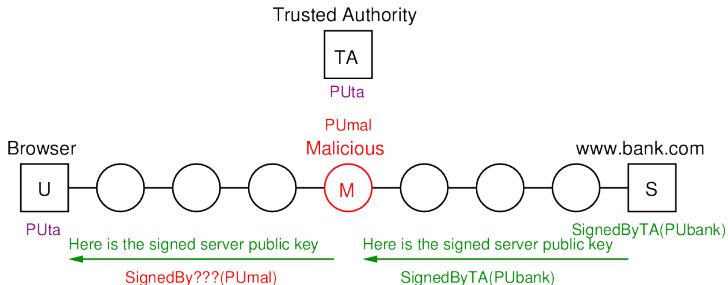 Trusted Authority
TA
PUta
PUmal
Browser
Malicious
www.bank.com
U
M
S
PUta
SignedByTA(PUbank)
Here is the signed server public key
Here is the signed server public key
SignedBy???(PUmal)
SignedByTA(PUbank)